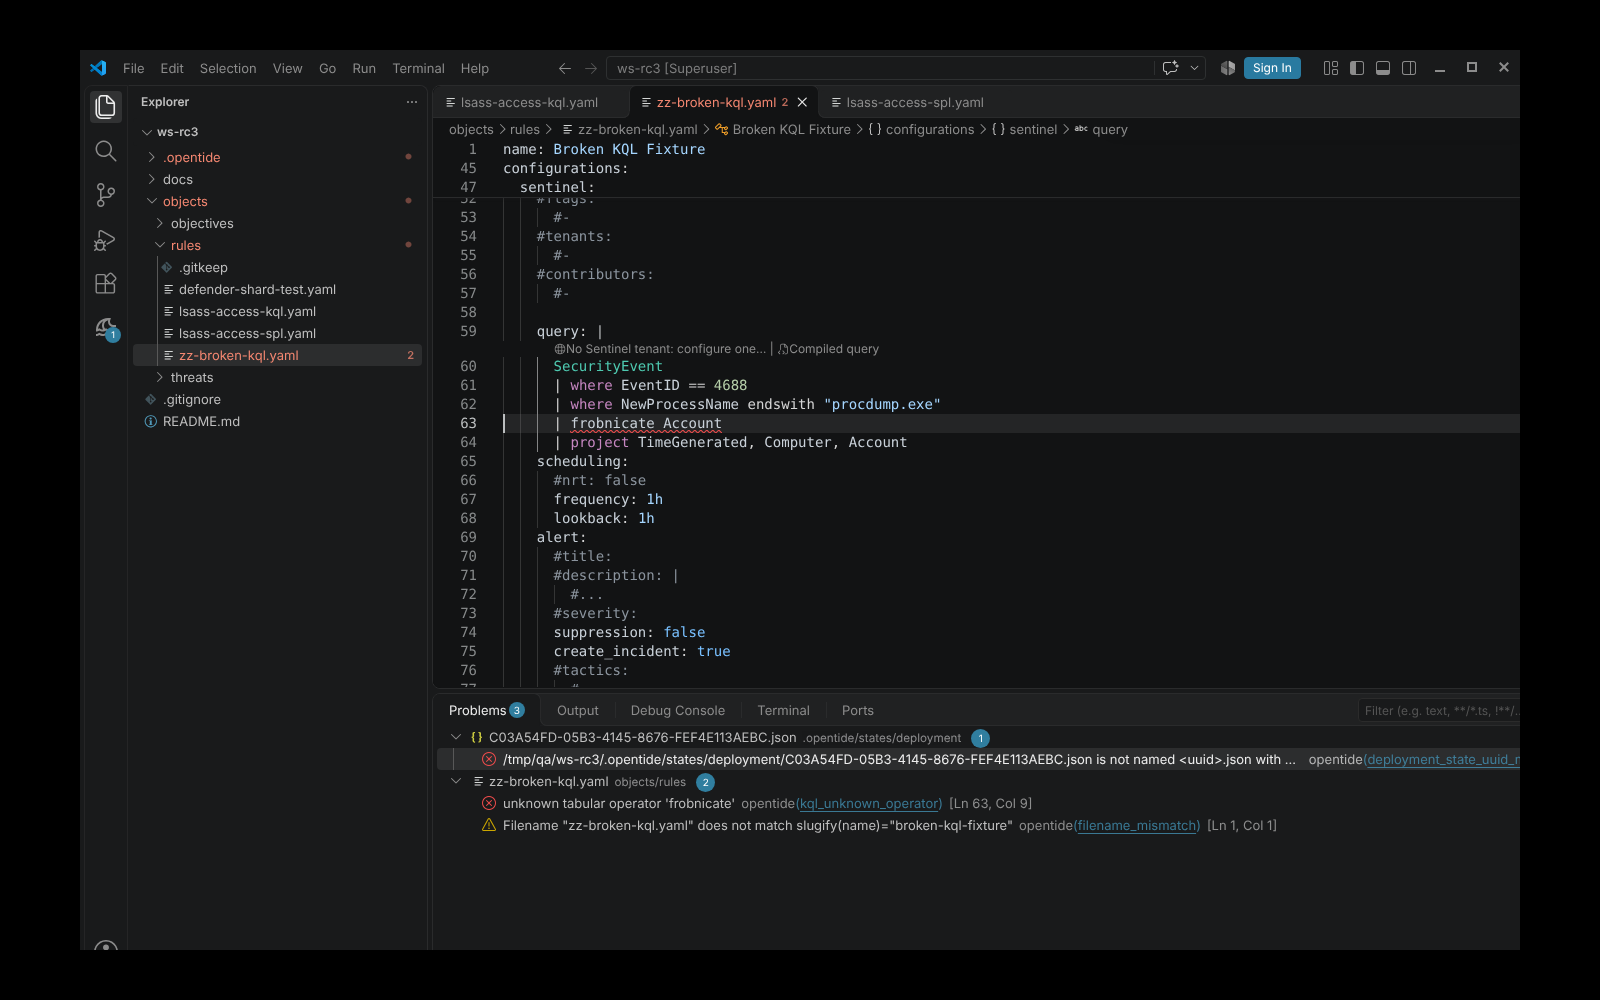 File Edit Selection View Go Run Terminal Help
ws-rc3 [Superuser]
Sign In
Explorer
ws-rc3
.opentide
docs
objects
objectives
rules
.gitkeep
defender-shard-test.yaml
lsass-access-kql.yaml
lsass-access-spl.yaml
zz-broken-kql.yaml 2
threats
.gitignore
README.md
1
lsass-access-kql.yaml
zz-broken-kql.yaml 2
lsass-access-spl.yaml
objects > rules > zz-broken-kql.yaml > Broken KQL Fixture > { } configurations > { } sentinel > abc query
1 name: Broken KQL Fixture
45 configurations:
47 sentinel:
52 #flags:
53 #-
54 #tenants:
55 #-
56 #contributors:
57 #-
58
59 query: |
No Sentinel tenant: configure one... | Compiled query
60 SecurityEvent
61 | where EventID == 4688
62 | where NewProcessName endswith "procdump.exe"
63 | frobnicate Account
64 | project TimeGenerated, Computer, Account
65 scheduling:
66 #nrt: false
67 frequency: 1h
68 lookback: 1h
69 alert:
70 #title:
71 #description: |
72 #...
73 #severity:
74 suppression: false
75 create_incident: true
76 #tactics:
77 #
Problems 3 Output Debug Console Terminal Ports
Filter (e.g. text, **/*.ts, !**/...
{} C03A54FD-05B3-4145-8676-FEF4E113AEBC.json .opentide/states/deployment 1
/tmp/qa/ws-rc3/.opentide/states/deployment/C03A54FD-05B3-4145-8676-FEF4E113AEBC.json is not named <uuid>.json with ... opentide(deployment_state_uuid_n
zz-broken-kql.yaml objects/rules 2
unknown tabular operator 'frobnicate' opentide(kql_unknown_operator) [Ln 63, Col 9]
Filename "zz-broken-kql.yaml" does not match slugify(name)="broken-kql-fixture" opentide(filename_mismatch) [Ln 1, Col 1]